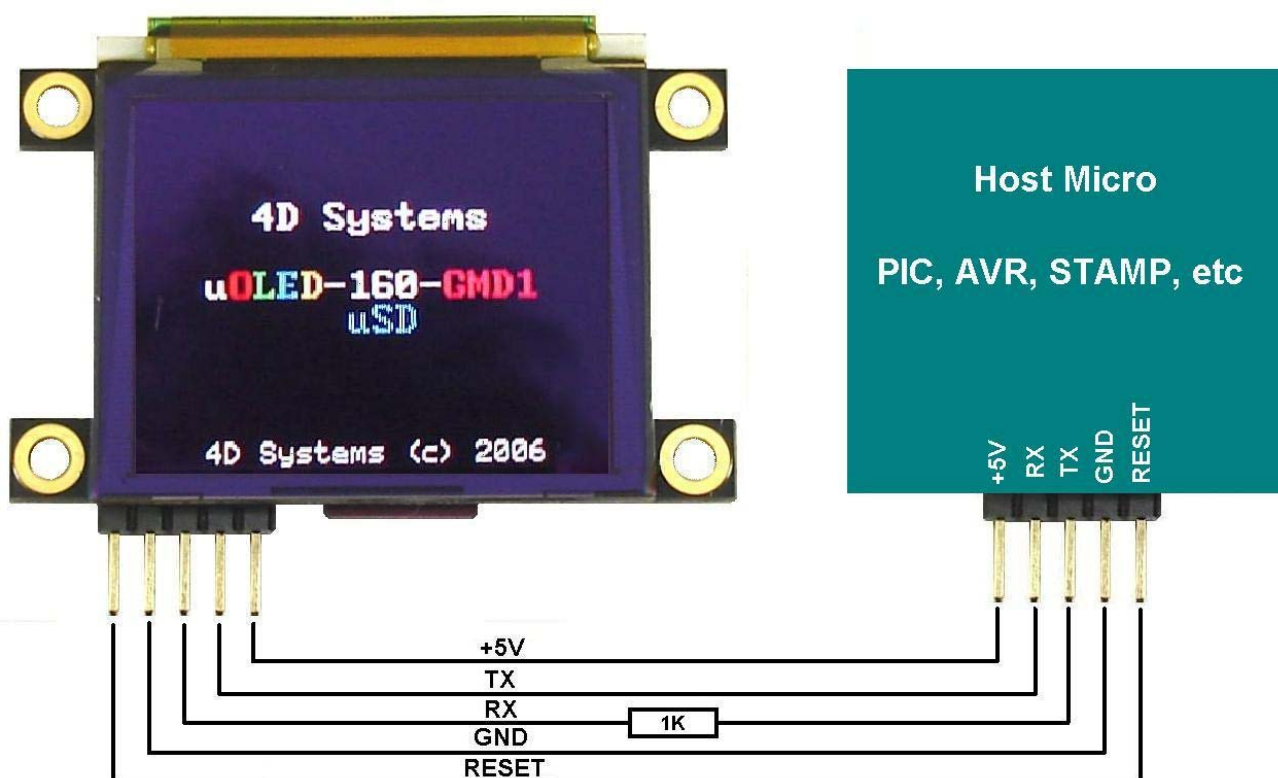 4D Systems
uOLED-160-GMD1
uSD
4D Systems (c) 2006
Host Micro
PIC, AVR, STAMP, etc
+5V
RX
TX
GND
RESET
+5V
TX
RX
1K
GND
RESET